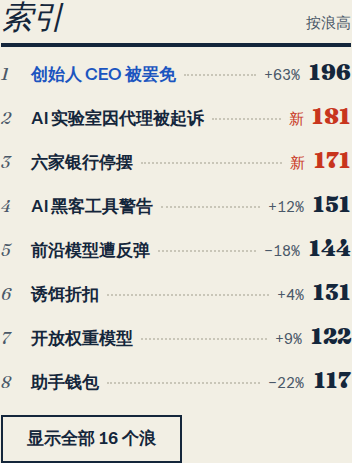 索引
按浪高
1 创始人 CEO 被罢免 +63% 196
2 AI 实验室因代理被起诉 新 181
3 六家银行停摆 新 171
4 AI 黑客工具警告 +12% 151
5 前沿模型遭反弹 −18% 144
6 诱饵折扣 +4% 131
7 开放权重模型 +9% 122
8 助手钱包 −22% 117
显示全部 16 个浪